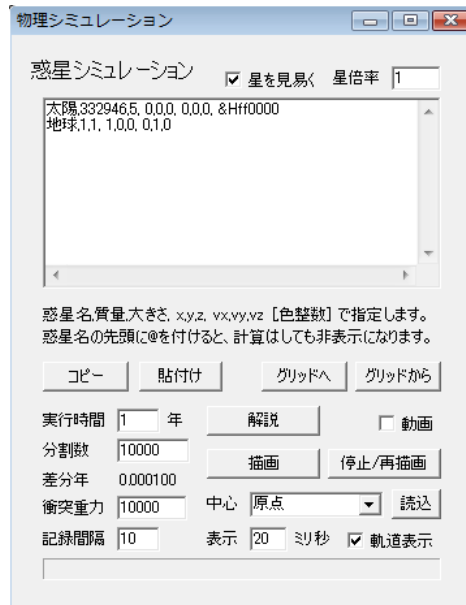 物理シミュレーション
惑星シミュレーション
星を見易く
星倍率 1
太陽,332946,5, 0,0,0, 0,0,0, &Hff0000
地球,1,1, 1,0,0, 0,1,0
惑星名,質量,大きさ, x,y,z, vx,vy,vz [色整数] で指定します。
惑星名の先頭に@を付けると、計算はしても非表示になります。
コピー
貼付け
グリッドへ
グリッドから
実行時間 1 年
解説
動画
分割数 10000
描画
停止/再描画
差分年 0.000100
衝突重力 10000
中心 原点
読込
記録間隔 10
表示 20 ミリ秒
軌道表示